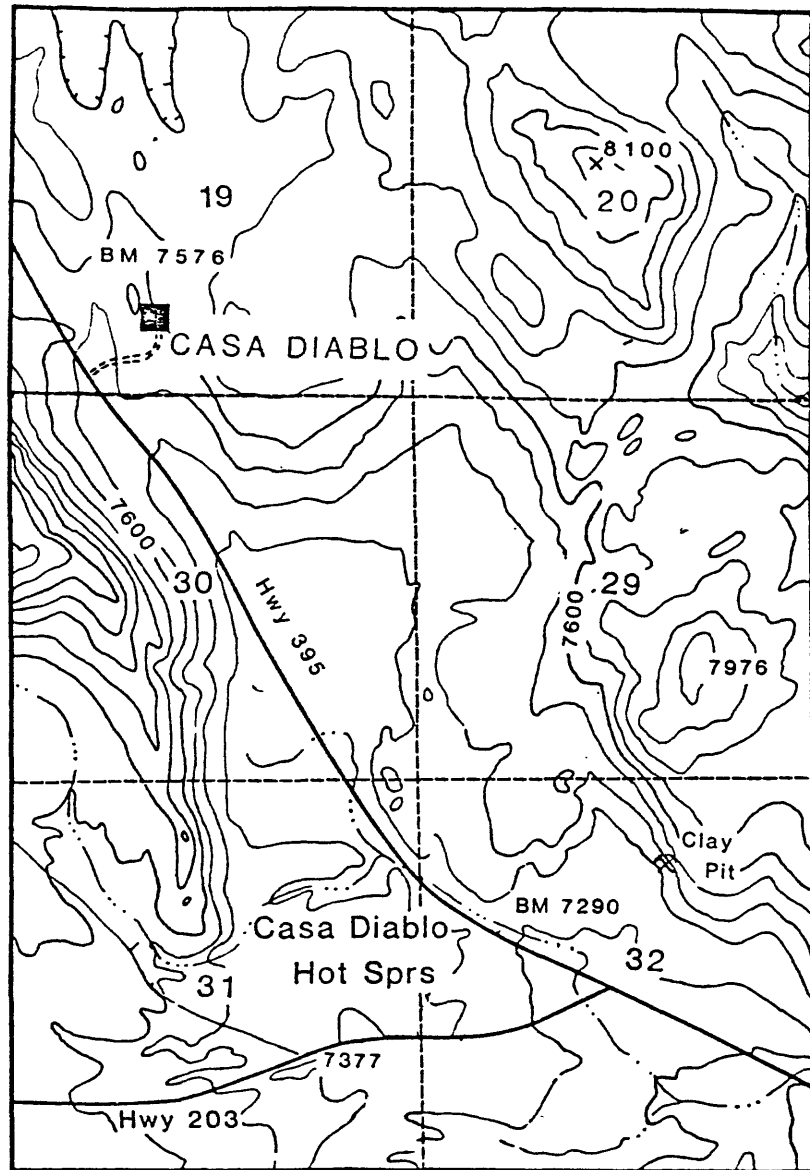 8100
19
20
BM 7576
CASA DIABLO
7600
30
29
7600
Hwy 395
7976
Clay
Pit
BM 7290
Casa Diablo
Hot Sprs
32
31
7377
Hwy 203